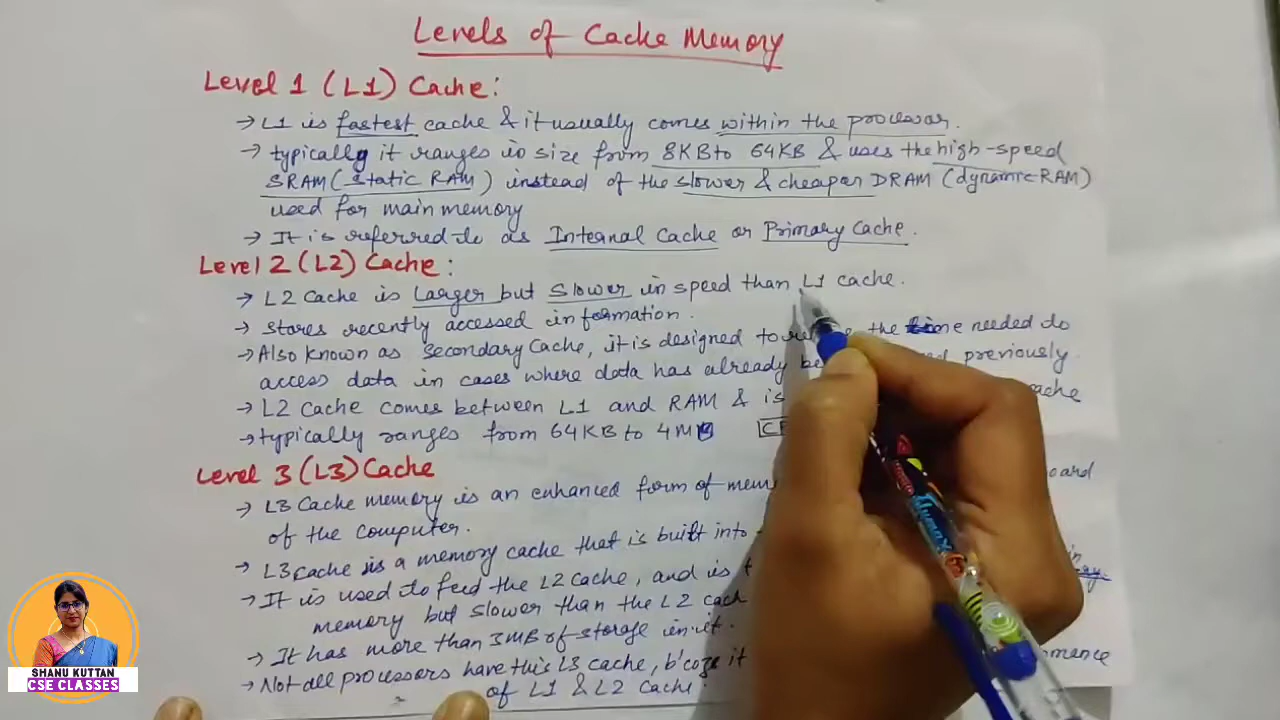 Levels of Cache Memory
Level 1 (L1) Cache:
→ L1 is fastest cache & it usually comes within the processor.
→ typically it ranges in size from 8KB to 64KB & uses the high-speed
SRAM (static RAM) instead of the slower & cheaper DRAM (dynamic RAM)
used for main memory
→ It is referred to as Internal Cache or Primary Cache.
Level 2 (L2) Cache:
→ L2 Cache is larger but slower in speed than L1 cache.
→ stores recently accessed information.
→ Also known as secondary Cache, it is designed to the time needed to
access data in cases where data has already previously
→ L2 Cache comes between L1 and RAM & is cache
→ typically ranges from 64KB to 4MB
Level 3 (L3) Cache
→ L3 Cache memory is an enhanced form of
of the computer.
→ L3 cache is a memory cache that is built into
→ It is used to feed the L2 cache, and is
memory but slower than the L2
→ It has more than 3MB of storage in it.
→ Not all processors have this L3 cache, b'coze it
of L1 & L2 Cache.
SHANU KUTTAN
CSE CLASSES